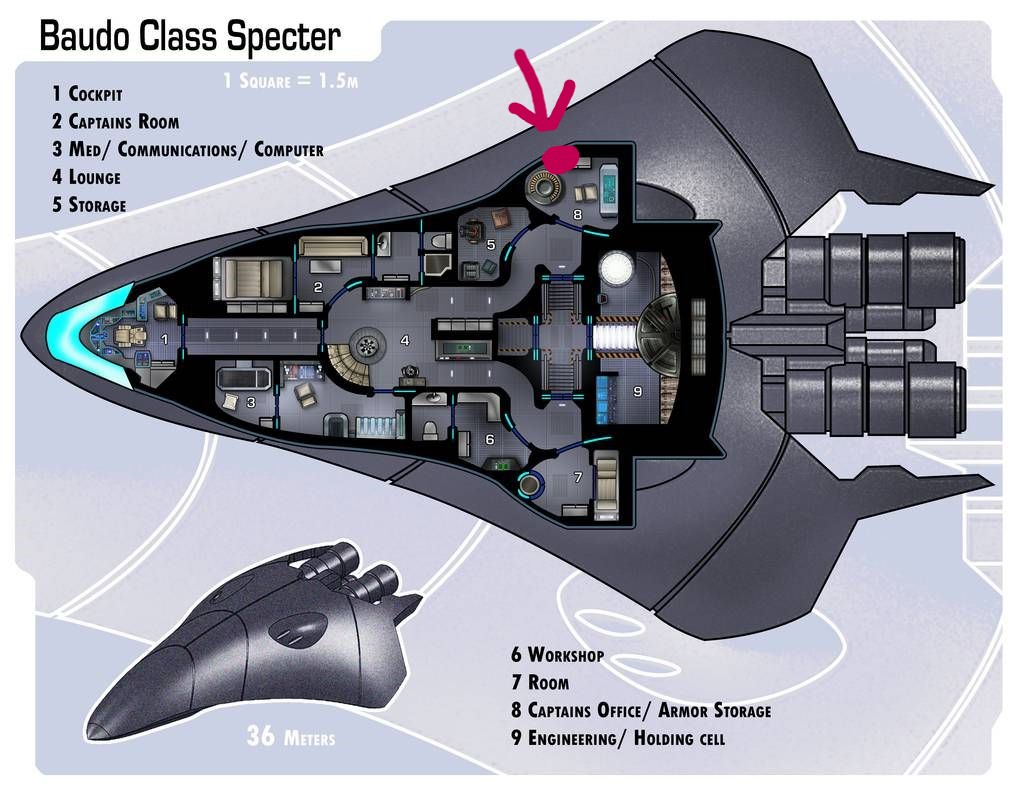 Baudo Class Specter
1 Square = 1.5m
1 Cockpit
2 Captains Room
3 Med/ Communications/ Computer
4 Lounge
5 Storage
1
2
3
4
5
6
7
8
9
36 Meters
6 Workshop
7 Room
8 Captains Office/ Armor Storage
9 Engineering/ Holding cell